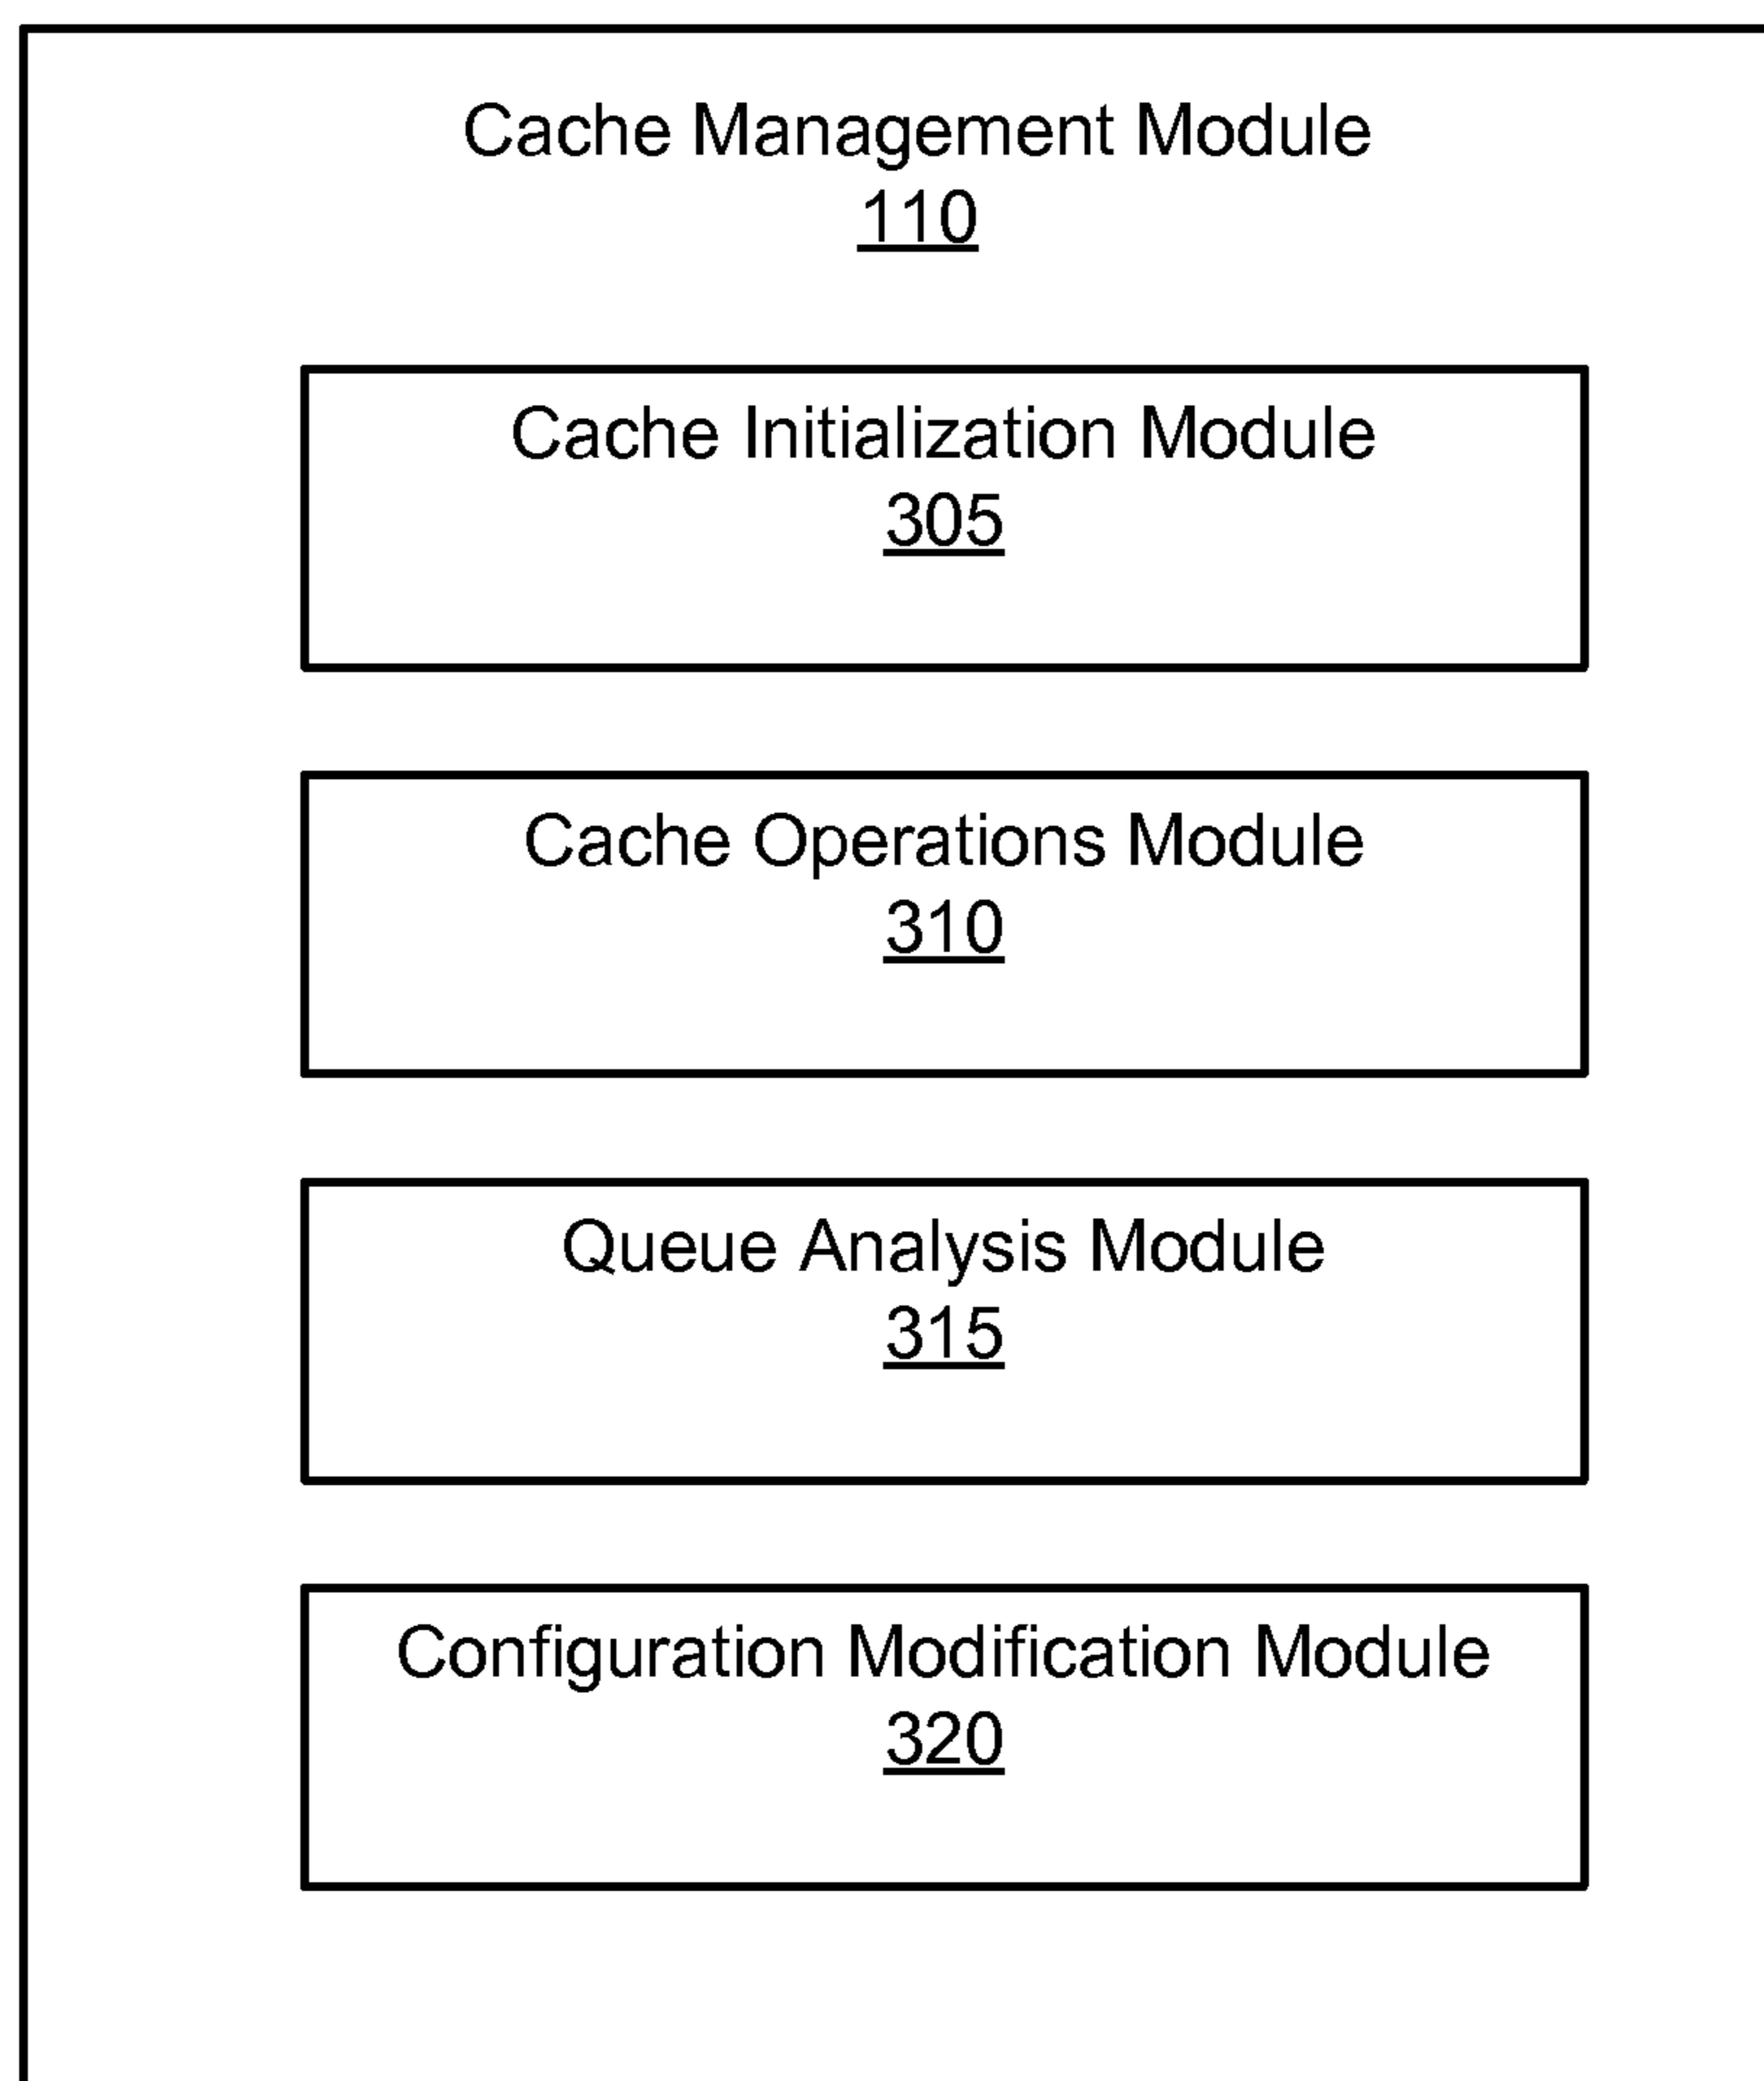 Cache Management Module
110
Cache Initialization Module
305
Cache Operations Module
310
Queue Analysis Module
315
Configuration Modification Module
320